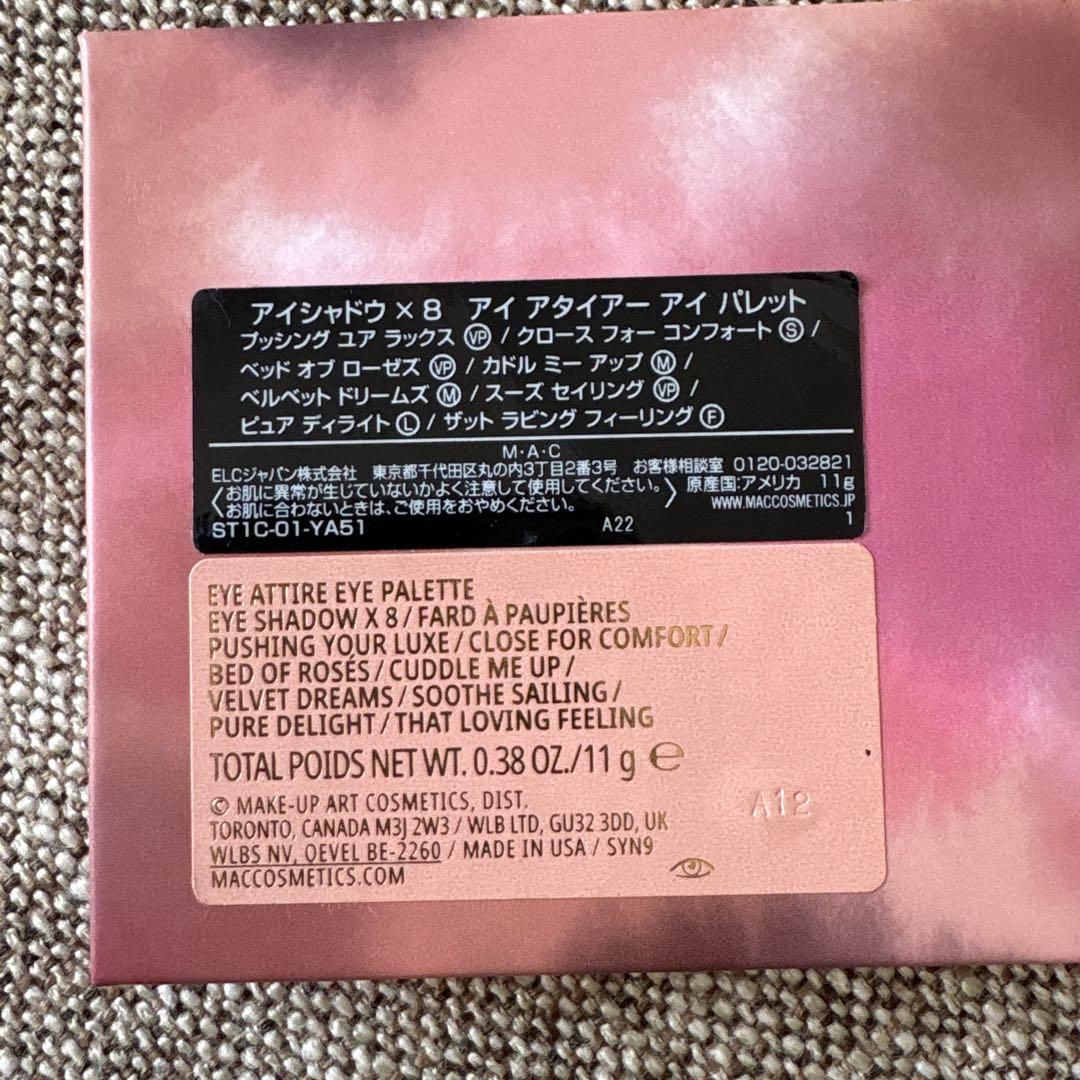 アイシャドウ×8 アイ アタイアー アイ パレット
プッシング ユア ラックス VP / クロース フォー コンフォート S /
ベッド オブ ローゼズ VP / カドル ミー アップ M /
ベルベット ドリームズ M / スーズ セイリング VP /
ピュア ディライト L / ザット ラビング フィーリング F
M・A・C
ELCジャパン株式会社 東京都千代田区丸の内3丁目2番3号 お客様相談室 0120-032821
〈お肌に異常が生じていないかよく注意して使用してください。〉原産国:アメリカ 11g
お肌に合わないときは、ご使用をおやめください。 WWW.MACCOSMETICS.JP
ST1C-01-YA51 A22 1
EYE ATTIRE EYE PALETTE
EYE SHADOW X 8 / FARD À PAUPIÈRES
PUSHING YOUR LUXE / CLOSE FOR COMFORT /
BED OF ROSÉS / CUDDLE ME UP /
VELVET DREAMS / SOOTHE SAILING /
PURE DELIGHT / THAT LOVING FEELING
TOTAL POIDS NET WT. 0.38 OZ./11 g ℮
© MAKE-UP ART COSMETICS, DIST.
TORONTO, CANADA M3J 2W3 / WLB LTD, GU32 3DD, UK
WLBS NV, OEVEL BE-2260 / MADE IN USA / SYN9
MACCOSMETICS.COM
A12